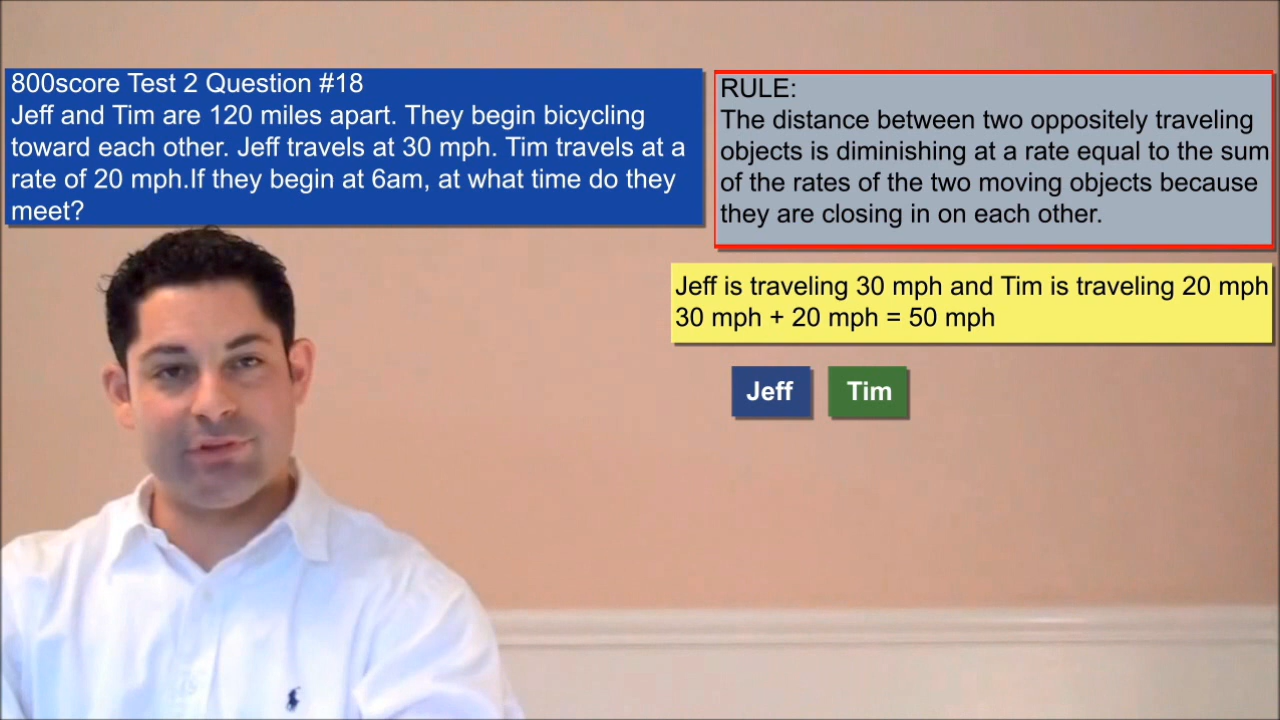 800score Test 2 Question #18
Jeff and Tim are 120 miles apart. They begin bicycling
toward each other. Jeff travels at 30 mph. Tim travels at a
rate of 20 mph.If they begin at 6am, at what time do they
meet?
RULE:
The distance between two oppositely traveling
objects is diminishing at a rate equal to the sum
of the rates of the two moving objects because
they are closing in on each other.
Jeff is traveling 30 mph and Tim is traveling 20 mph
30 mph + 20 mph = 50 mph
Jeff
Tim